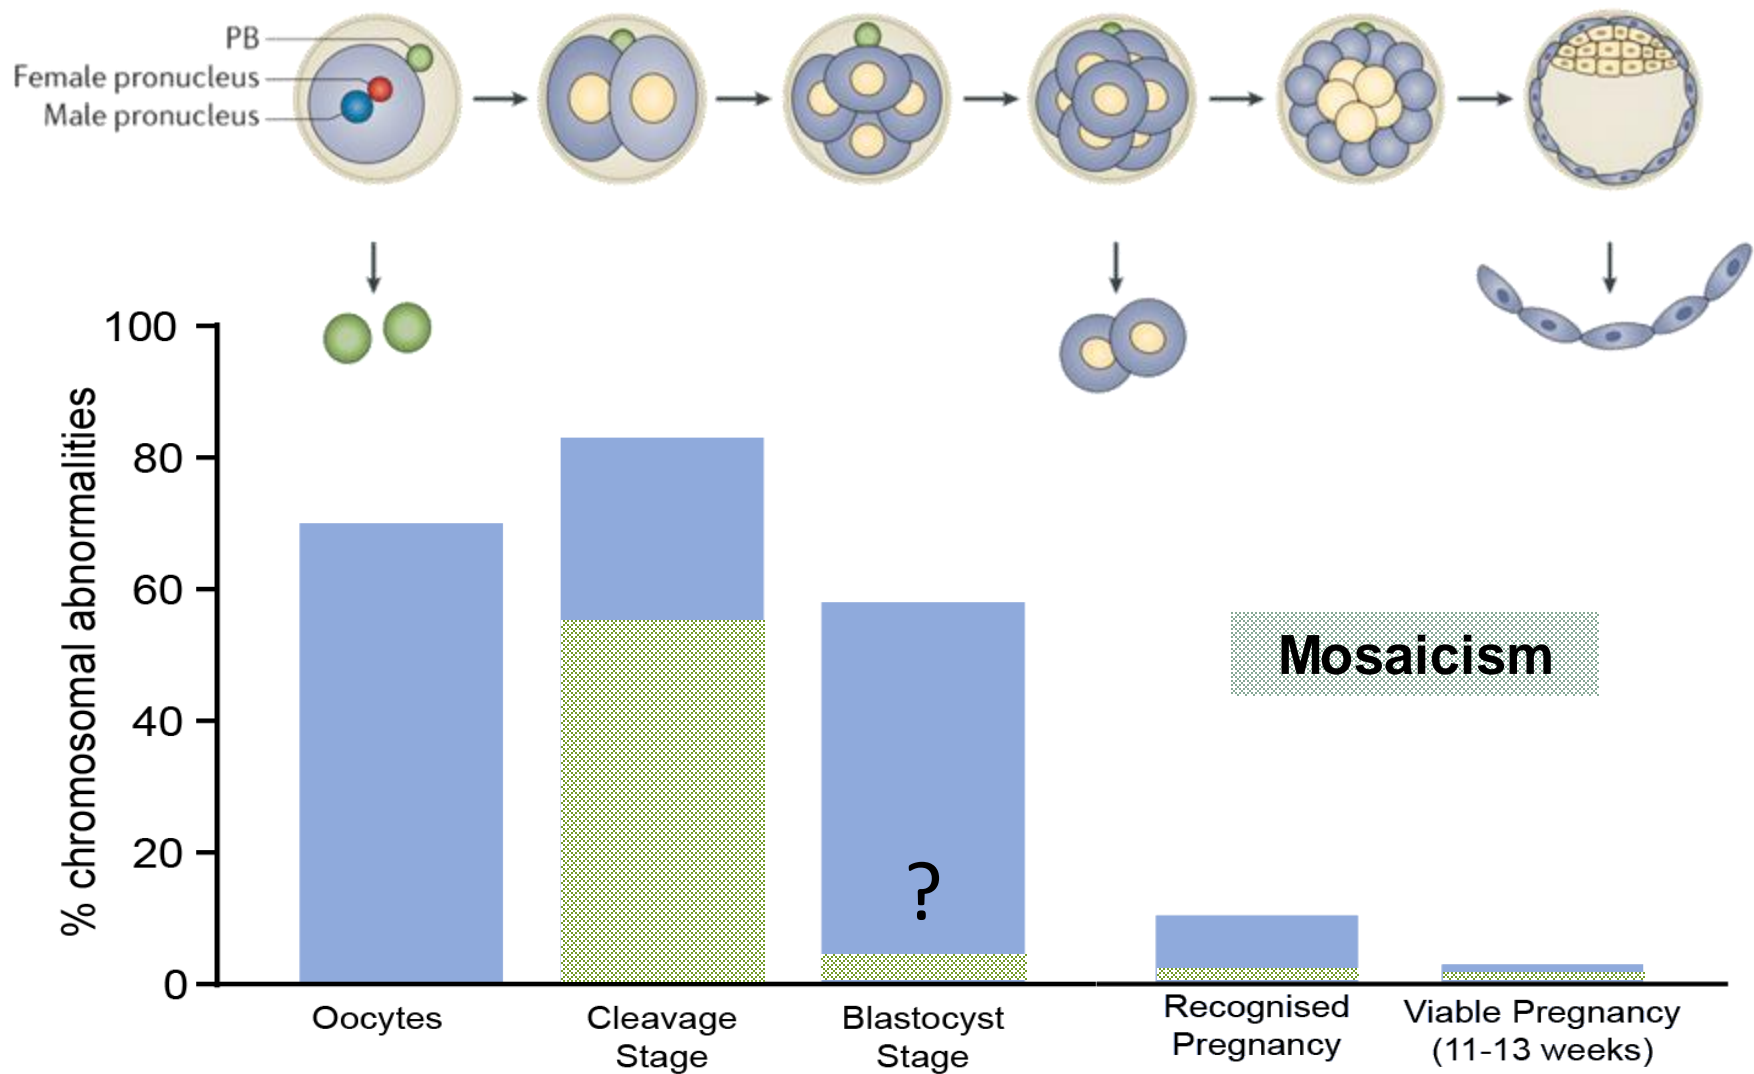 PB
Female pronucleus
Male pronucleus
% chromosomal abnormalities
100
80
60
40
20
0
?
Mosaicism
Oocytes
Cleavage
Stage
Blastocyst
Stage
Recognised
Pregnancy
Viable Pregnancy
(11-13 weeks)